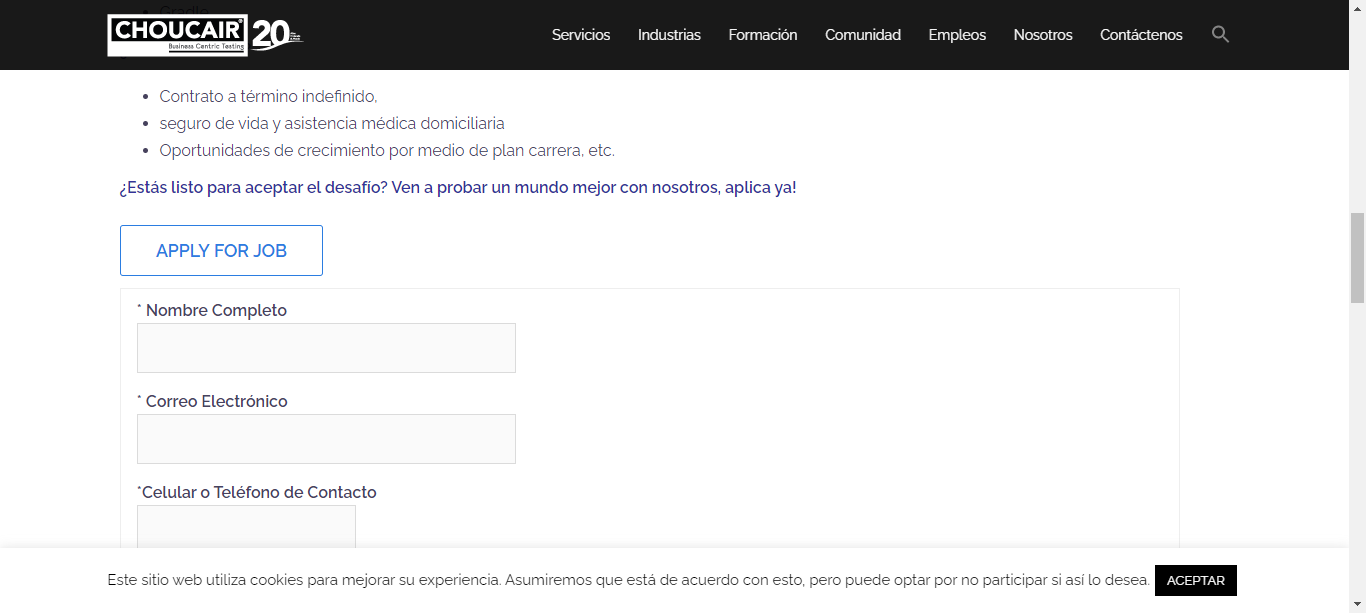 Gradle
CHOUCAIR® 20
Business Centric Testing
Servicios Industrias Formación Comunidad Empleos Nosotros Contáctenos
Contrato a término indefinido,
seguro de vida y asistencia médica domiciliaria
Oportunidades de crecimiento por medio de plan carrera, etc.
¿Estás listo para aceptar el desafío? Ven a probar un mundo mejor con nosotros, aplica ya!
APPLY FOR JOB
* Nombre Completo
* Correo Electrónico
*Celular o Teléfono de Contacto
Este sitio web utiliza cookies para mejorar su experiencia. Asumiremos que está de acuerdo con esto, pero puede optar por no participar si así lo desea. ACEPTAR